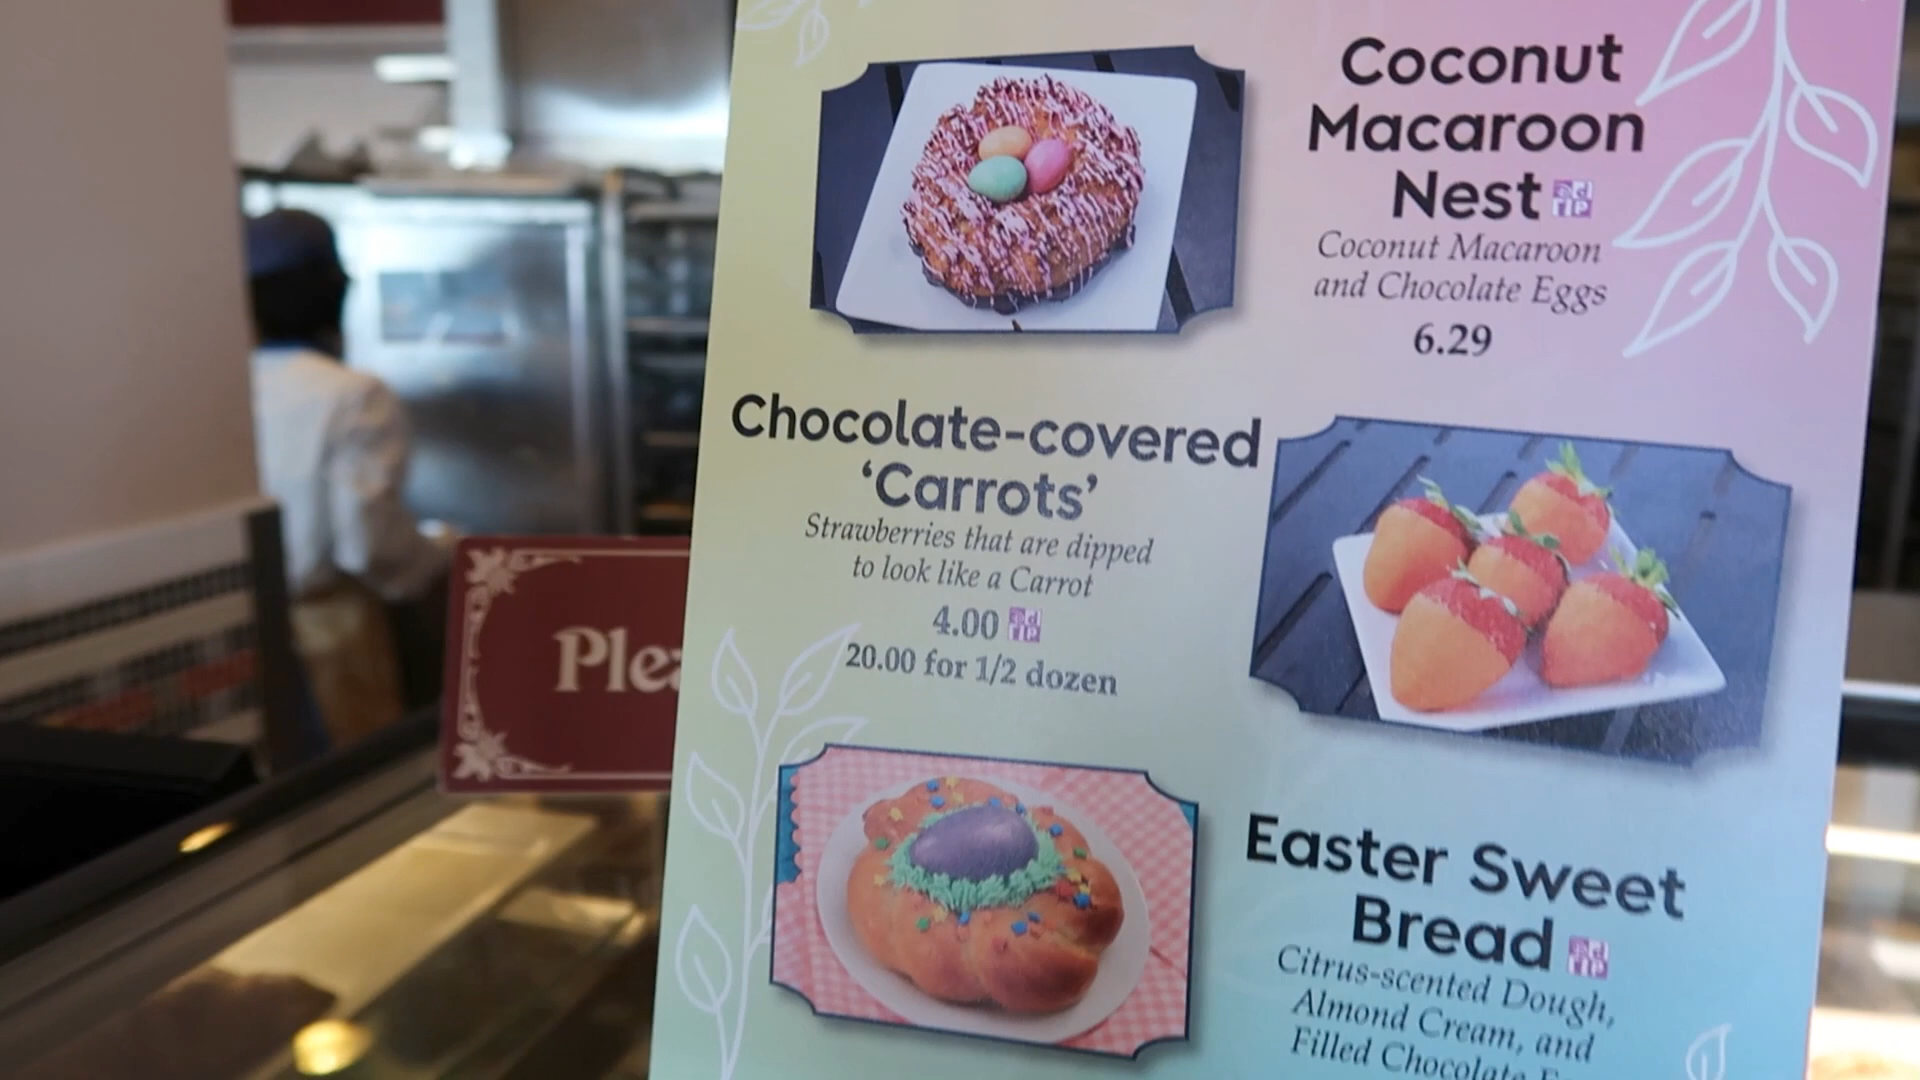 Coconut
Macaroon
Nest
Coconut Macaroon
and Chocolate Eggs
6.29
Chocolate-covered
‘Carrots’
Strawberries that are dipped
to look like a Carrot
4.00
20.00 for 1/2 dozen
Easter Sweet
Bread
Citrus-scented Dough,
Almond Cream, and
Filled Chocolate